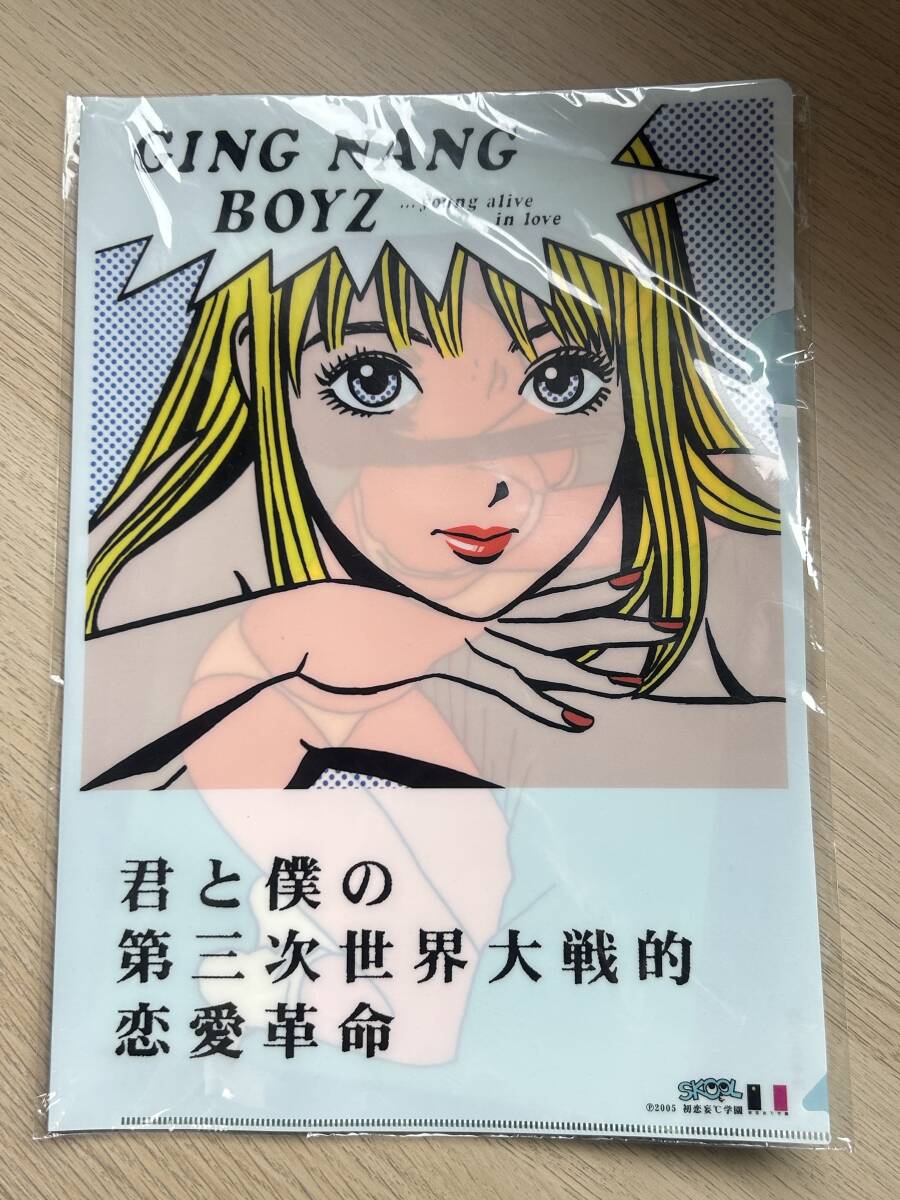 GING NANG
BOYZ ...young alive
in love
君と僕の
第三次世界大戦的
恋愛革命
SKOOL
℗2005 初恋妄℃学園